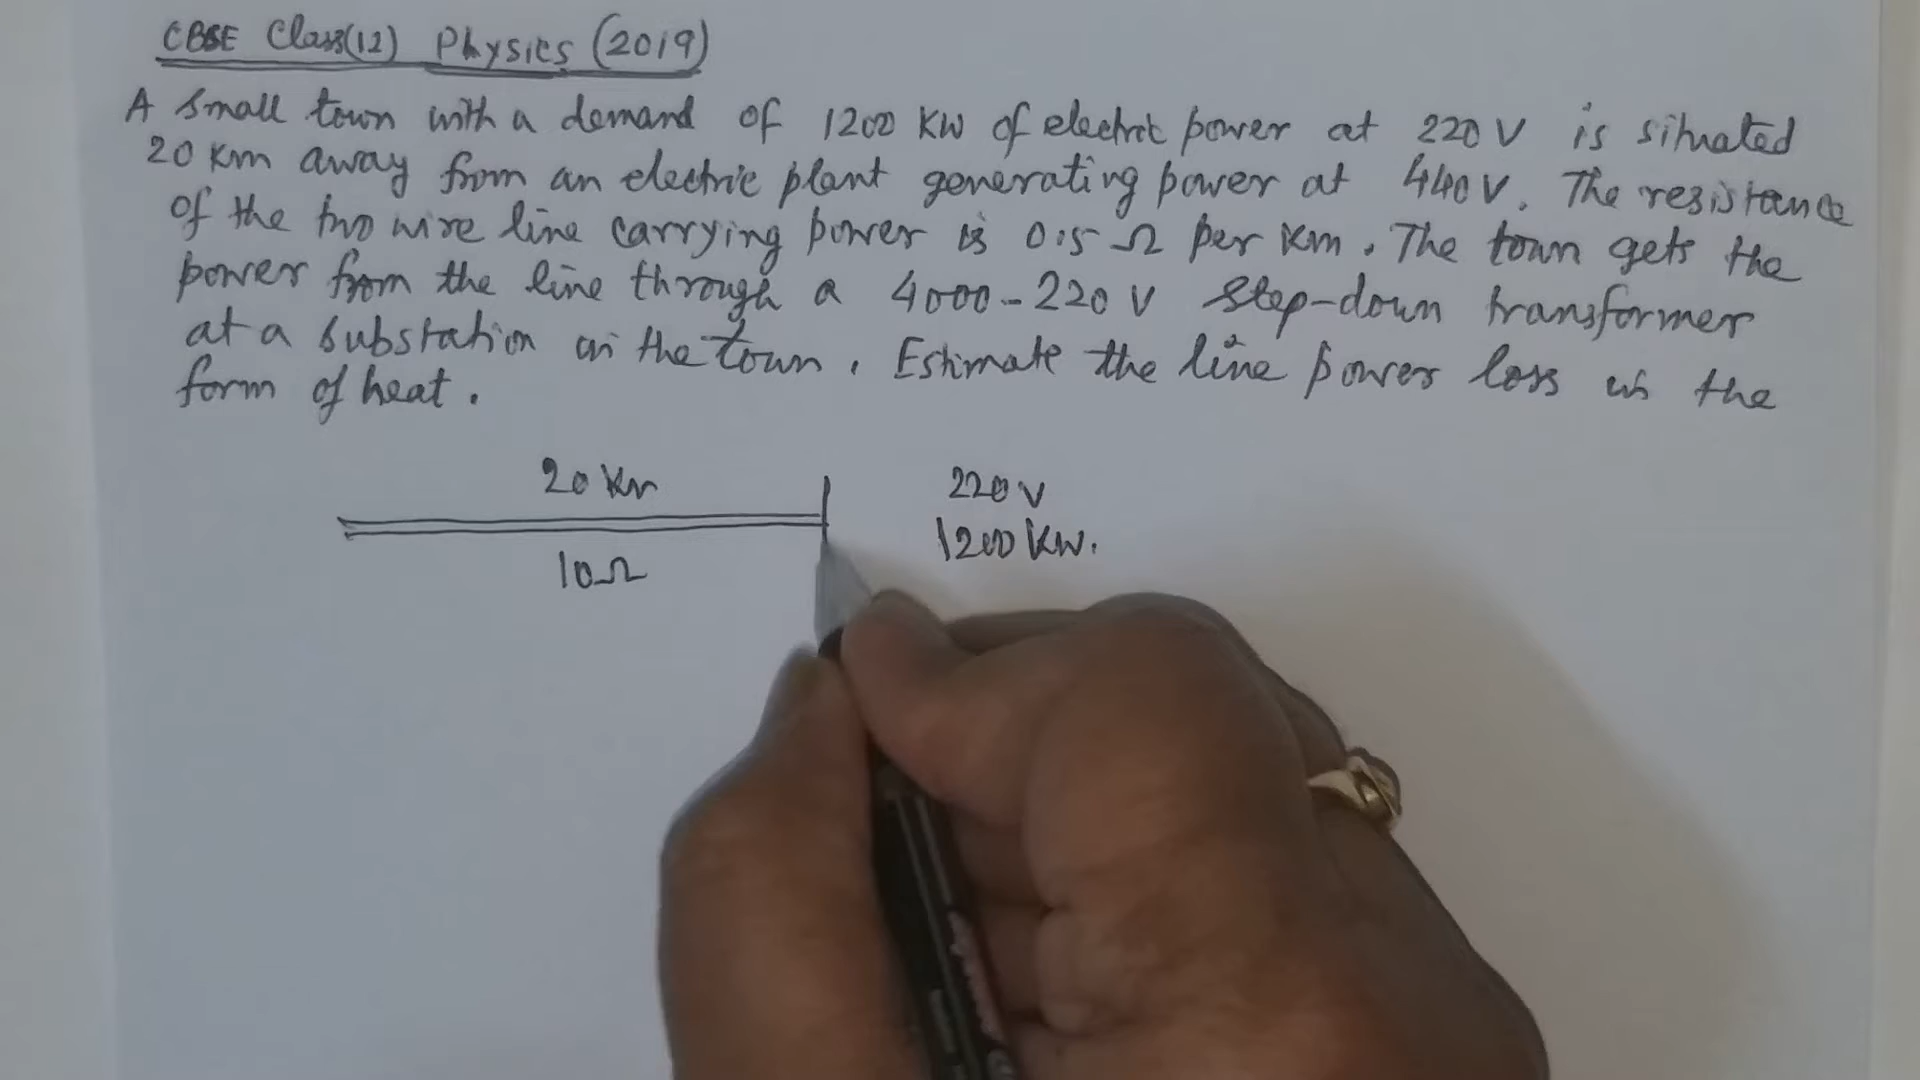 CBSE Class(12) Physics (2019)
A small town with a demand of 1200 KW of electric power at 220 V is situated
20 Km away from an electric plant generating power at 440 V. The resistance
of the two wire line carrying power is 0.5 Ω per Km. The town gets the
power from the line through a 4000-220 V Step-down transformer
at a substation in the town. Estimate the line power loss in the
form of heat.
20 Km
220 V
1200 KW.
10Ω